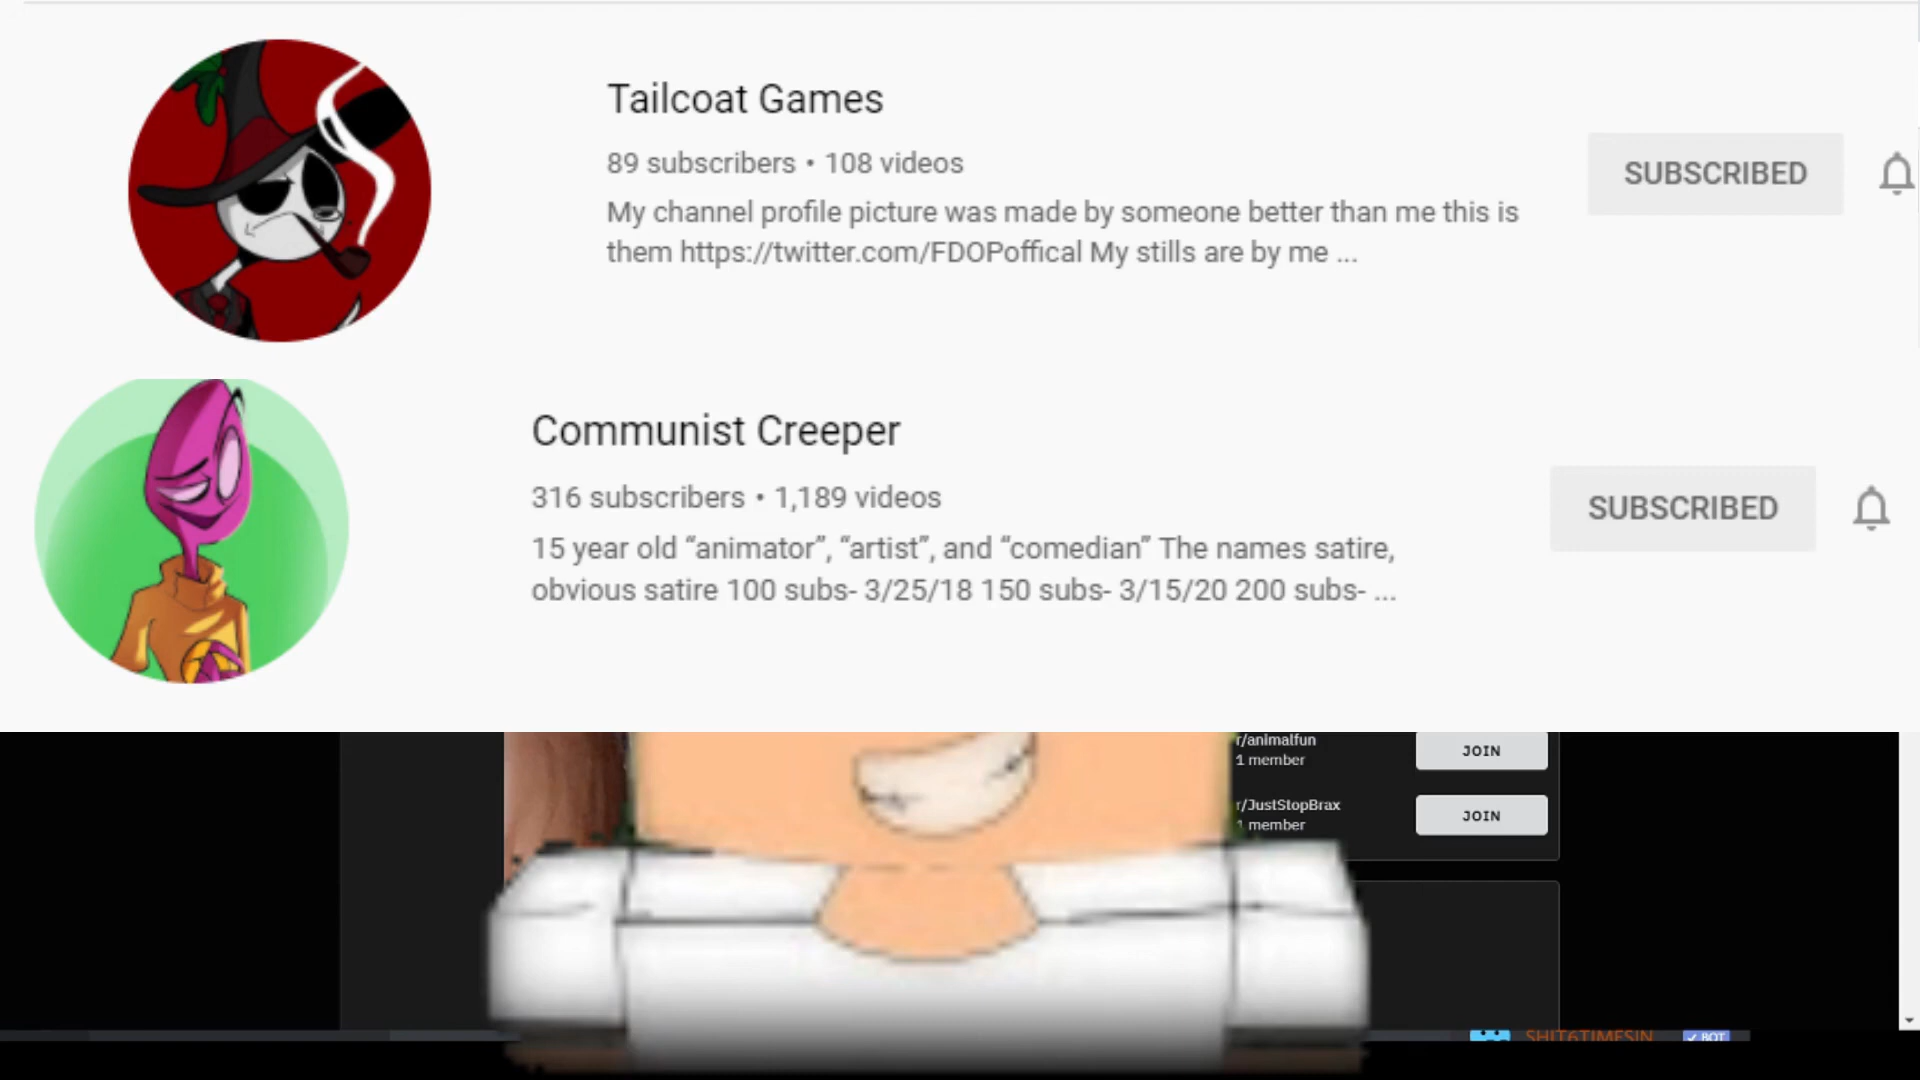 Tailcoat Games
89 subscribers • 108 videos
SUBSCRIBED
My channel profile picture was made by someone better than me this is
them https://twitter.com/FDOPoffical My stills are by me ...
Communist Creeper
316 subscribers • 1,189 videos
SUBSCRIBED
15 year old “animator”, “artist”, and “comedian” The names satire,
obvious satire 100 subs- 3/25/18 150 subs- 3/15/20 200 subs- ...
r/animalfun
1 member
JOIN
r/JustStopBrax
1 member
JOIN
SHIT6TIMESIN
✓ BOT